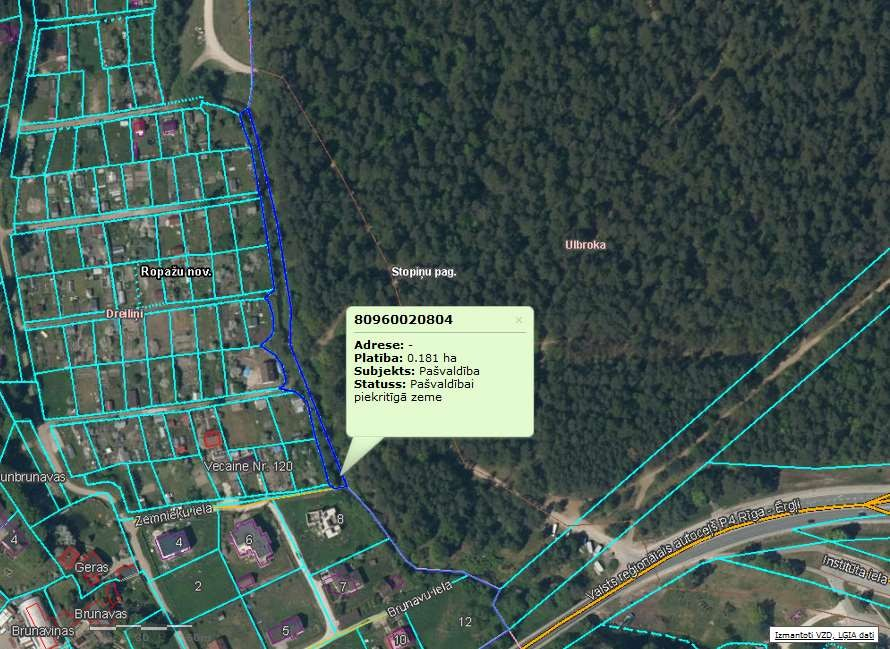 Ropažu nov.
Stopiņu pag.
Ulbroka
Dreiliņi
80960020804
×
Adrese: -
Platība: 0.181 ha
Subjekts: Pašvaldība
Statuss: Pašvaldībai
piekritīgā zeme
Vecaine Nr. 120
unbrunavas
Zemnieku iela
8
4
4
6
Geras
2
7
Brunavas
Brunavu iela
12
Brunaviņas
5
10
Valsts reģionālais autoceļš P4 Rīga - Ērgļi
Institūta iela
Izmantoti VZD, LĢIA dati